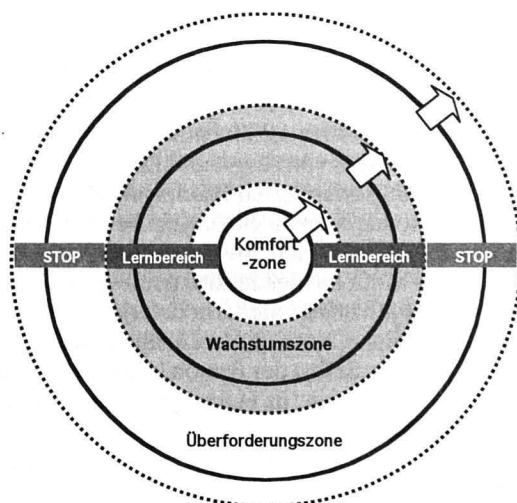 Komfort
-zone
STOP
Lernbereich
Lernbereich
STOP
Wachstumszone
Überforderungszone